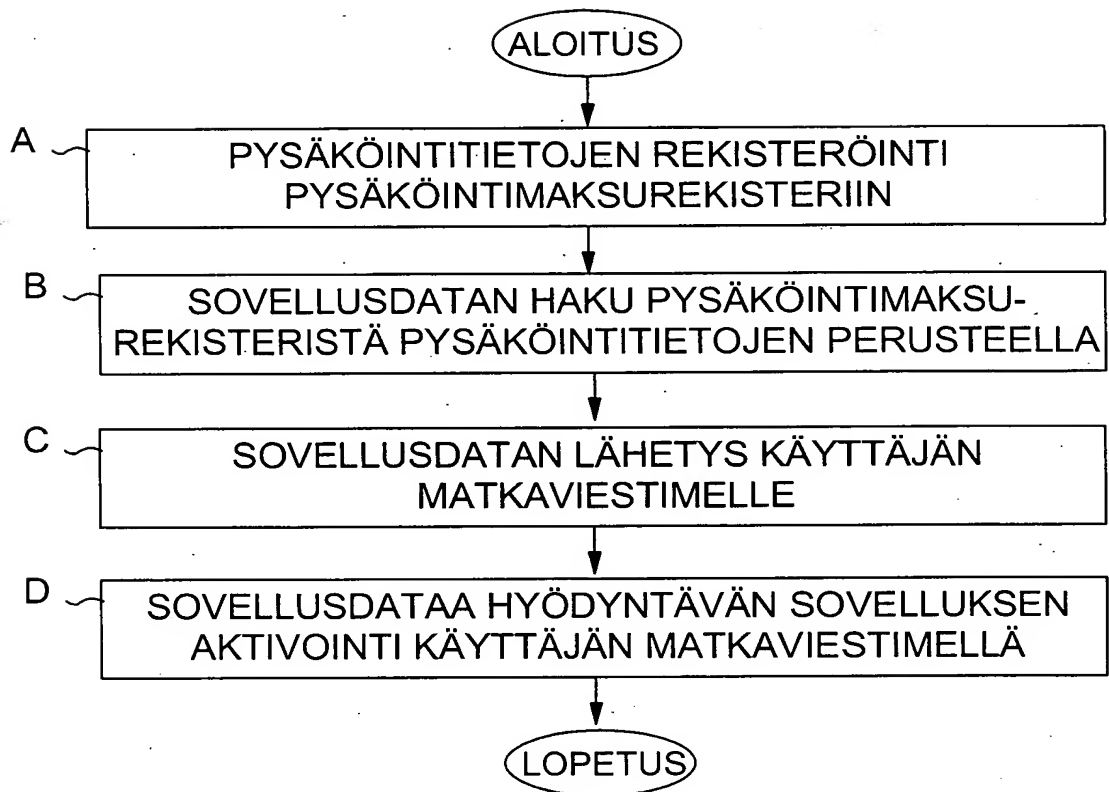 ALOITUS
A
PYSÄKÖINTITIETOJEN REKISTERÖINTI
PYSÄKÖINTIMAKSUREKISTERIIN
B
SOVELLUSDATAN HAKU PYSÄKÖINTIMAKSU-
REKISTERISTÄ PYSÄKÖINTITIETOJEN PERUSTEELLA
C
SOVELLUSDATAN LÄHETYS KÄYTTÄJÄN
MATKAVIESTIMELLE
D
SOVELLUSDATAA HYÖDYNTÄVÄN SOVELLUKSEN
AKTIVOINTI KÄYTTÄJÄN MATKAVIESTIMELLÄ
LOPETUS